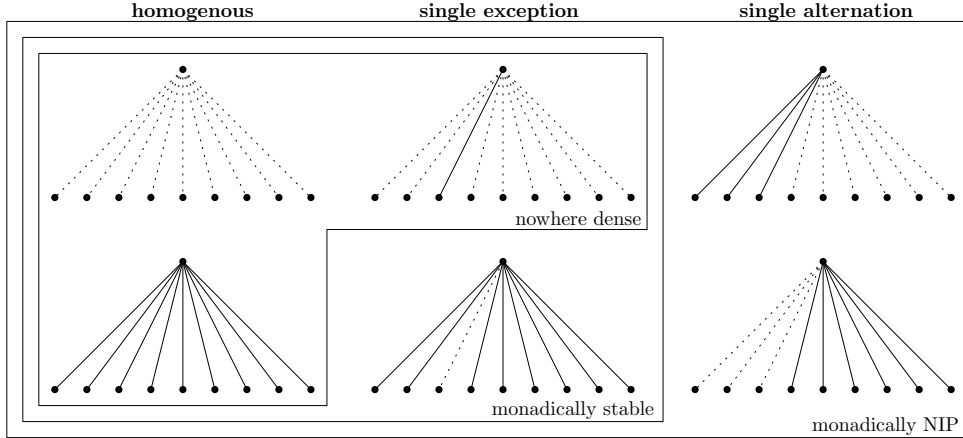 homogenous
single exception
single alternation
nowhere dense
monadically stable
monadically NIP